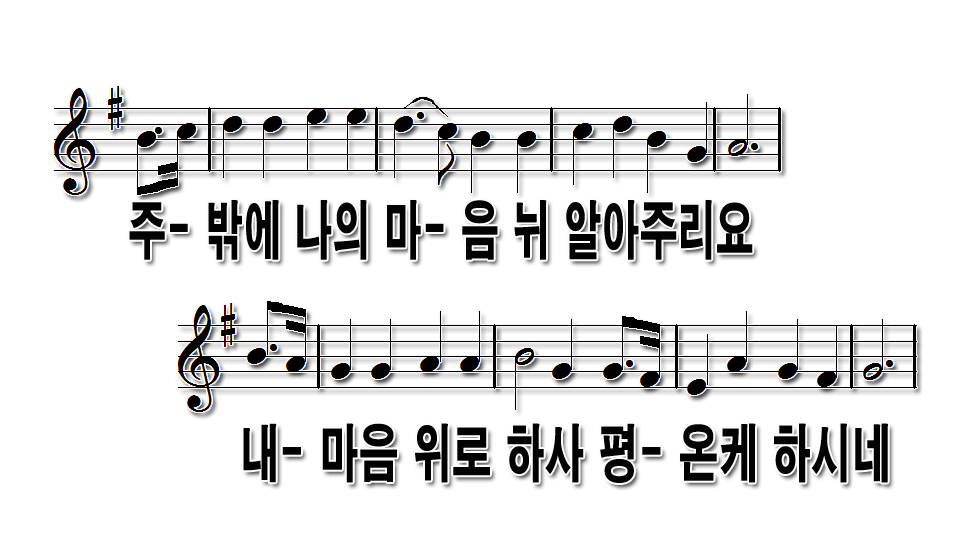 주- 밖에 나의 마- 음 뉘 알아주리요
내- 마음 위로 하사 평- 온케 하시네